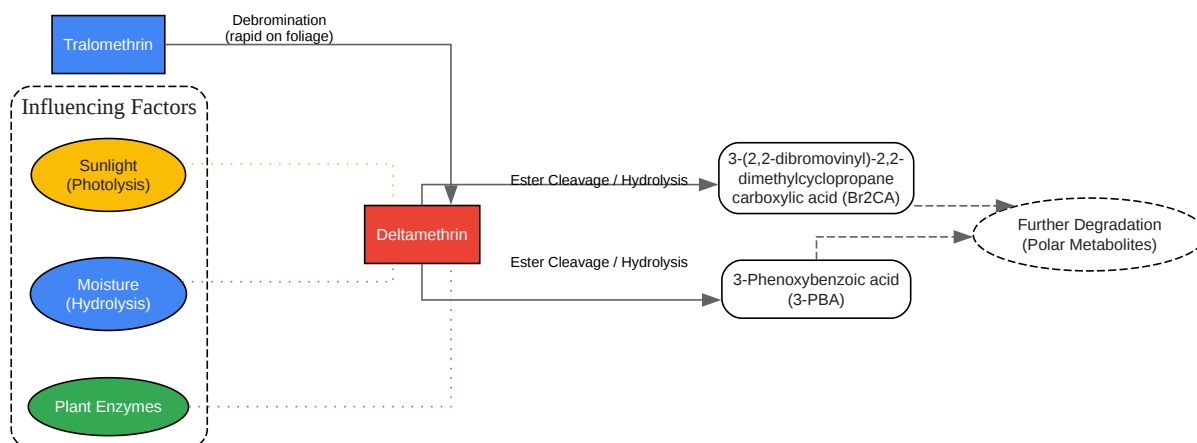 Debromination
(rapid on foliage)
Tralomethrin
Influencing Factors
Sunlight
(Photolysis)
Moisture
(Hydrolysis)
Plant Enzymes
Deltamethrin
Ester Cleavage / Hydrolysis
Ester Cleavage / Hydrolysis
3-(2,2-dibromovinyl)-2,2-
dimethylcyclopropane
carboxylic acid (Br2CA)
3-Phenoxybenzoic acid
(3-PBA)
Further Degradation
(Polar Metabolites)